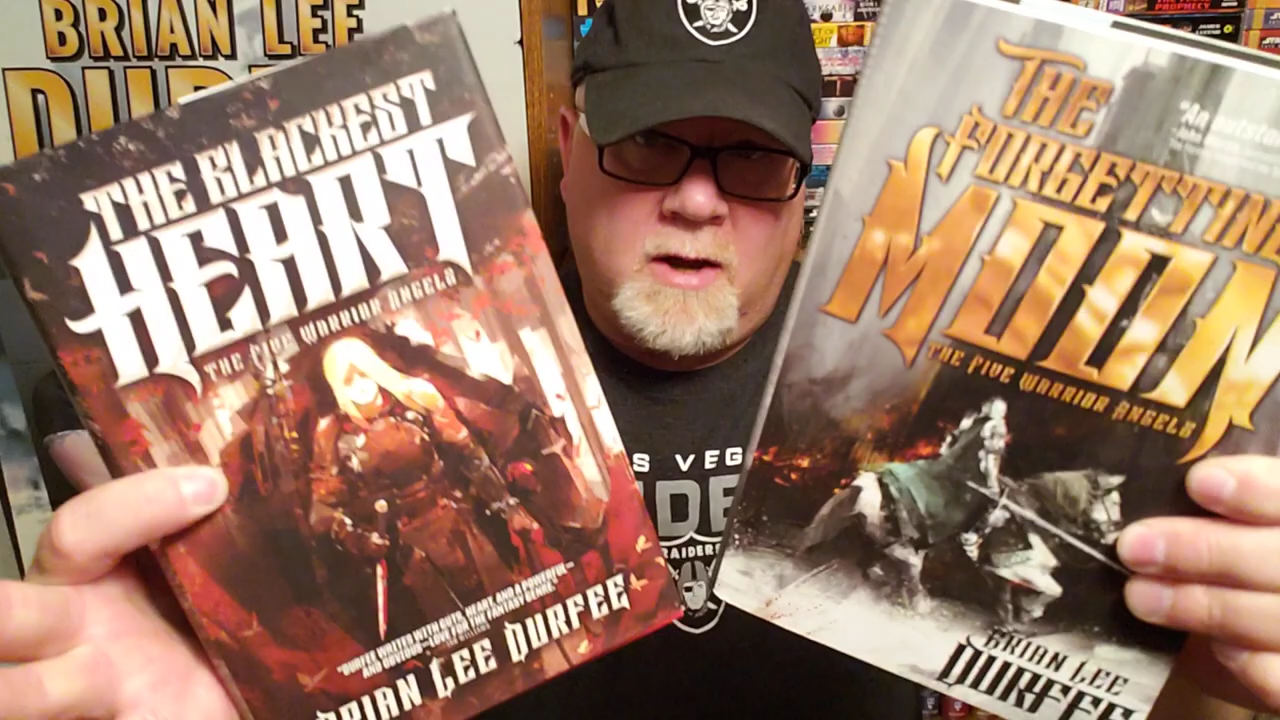 BRIAN LEE
THE BLACKEST
HEART
THE FIVE WARRIOR ANGELS
"DURFEE WRITES WITH GUTS, HEART, AND A POWERFUL—
AND OBVIOUS—LOVE FOR THE FANTASY GENRE."
BRIAN LEE DURFEE
S VEG
RAIDERS
THE
FORGETTING
MOON
THE FIVE WARRIOR ANGELS
"An
BRIAN LEE
DURFEE
PROPHECY